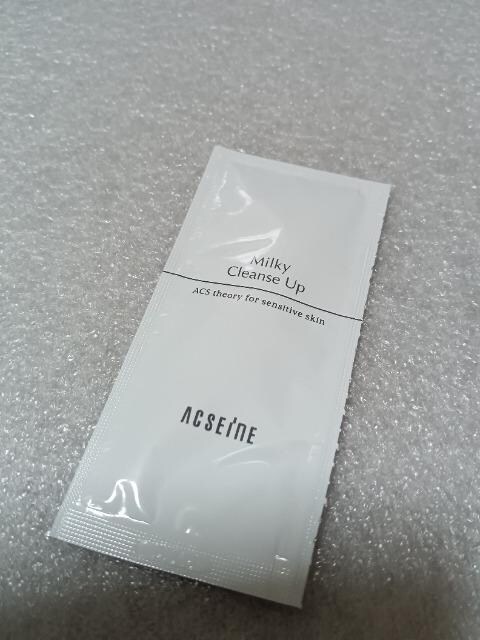 Milky
Cleanse Up
ACS theory for sensitive skin
ACSEINE